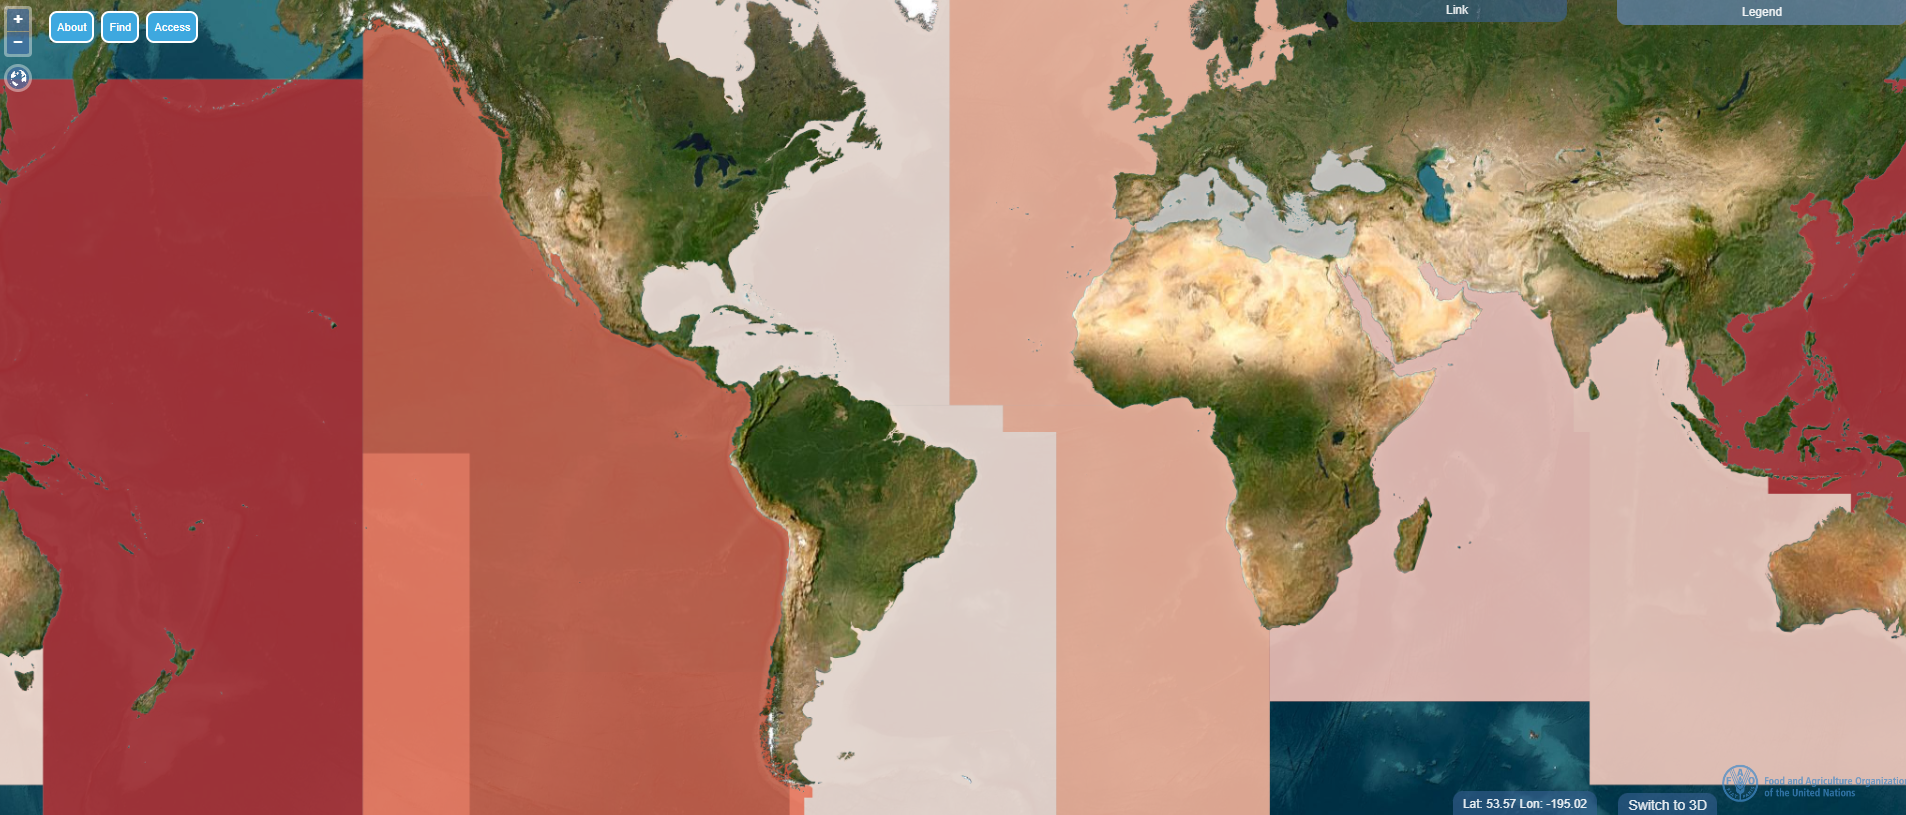 +
−
About
Find
Access
Link
Legend
FAO
Food and Agriculture Organization
of the United Nations
Lat: 53.57 Lon: -195.02
Switch to 3D